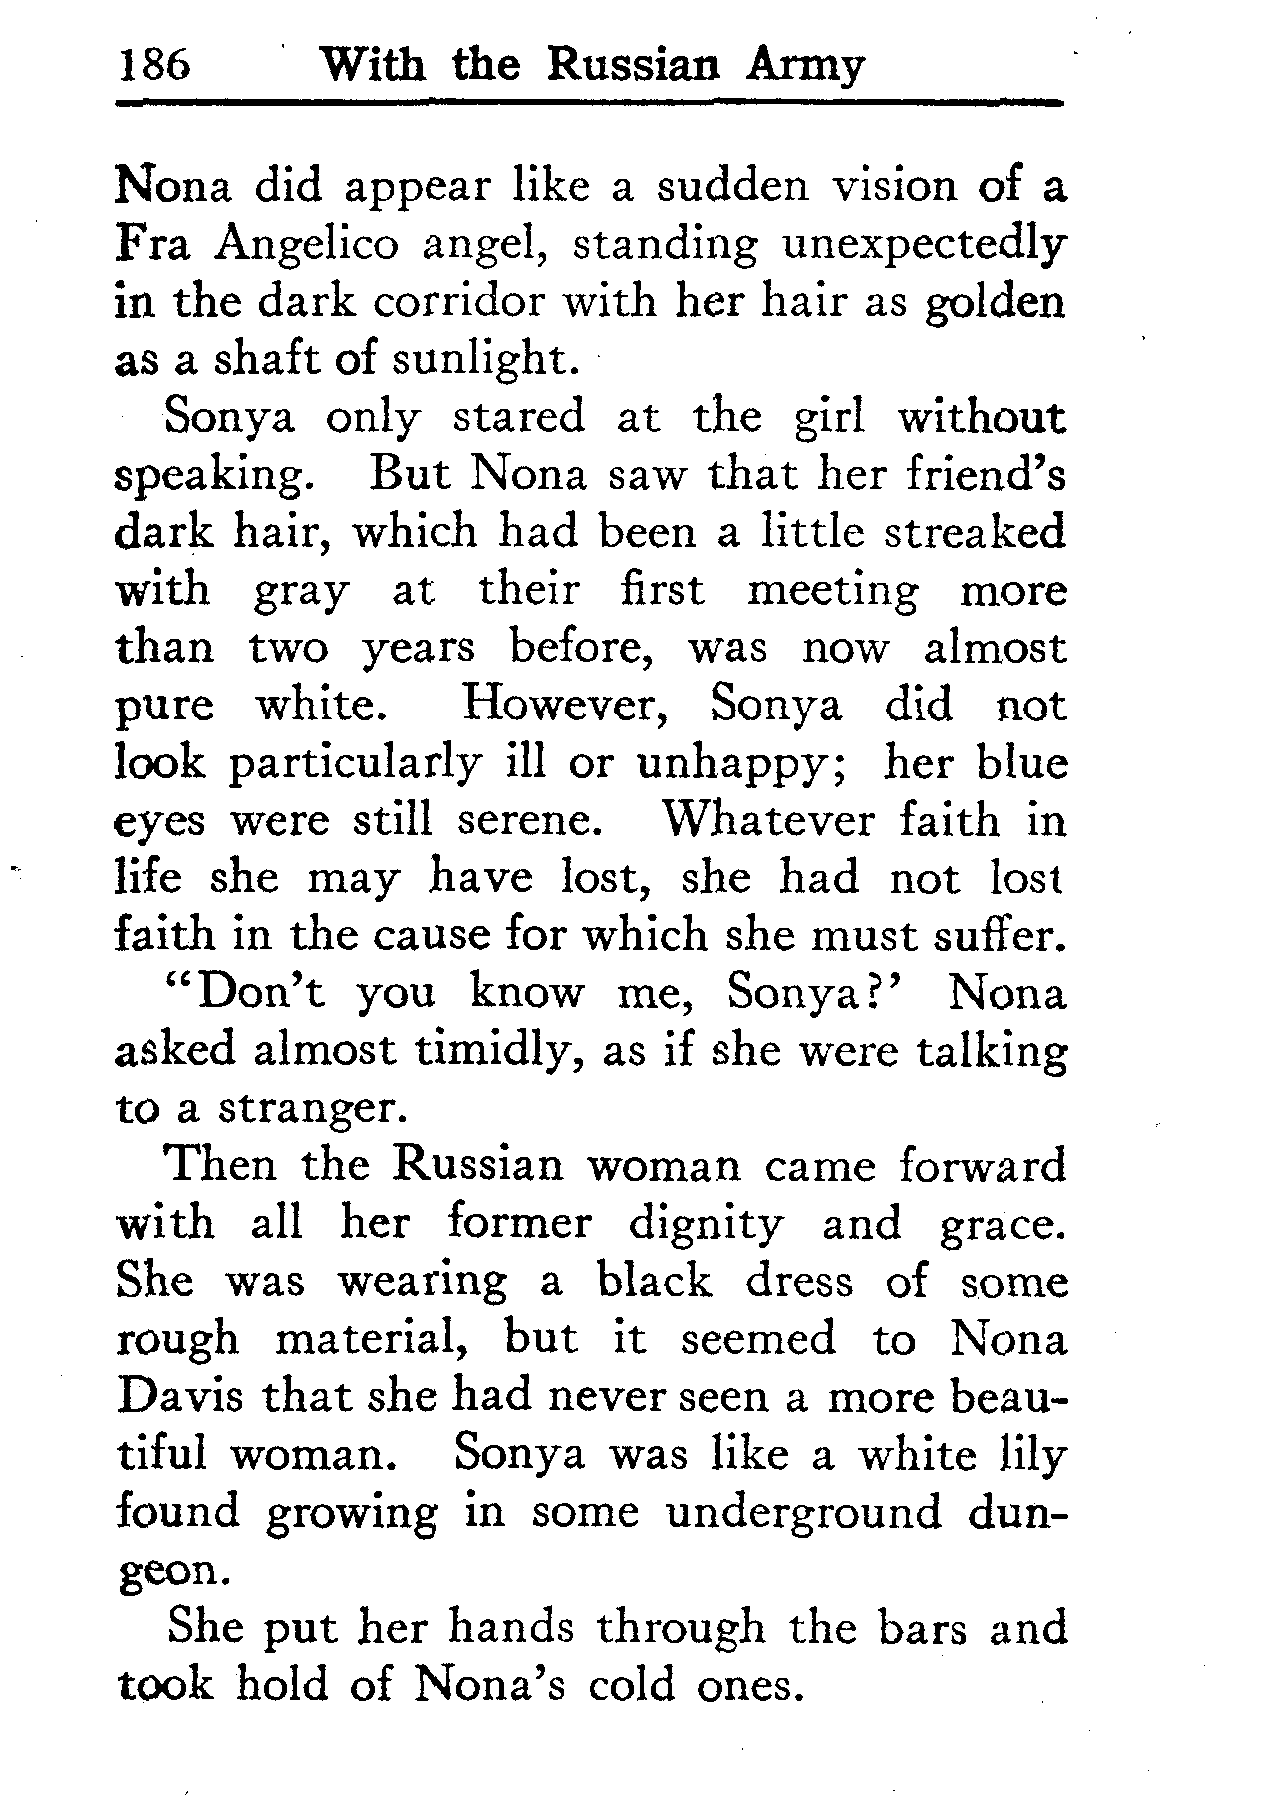 186 With the Russian Army
Nona did appear like a sudden vision of a
Fra Angelico angel, standing unexpectedly
in the dark corridor with her hair as golden
as a shaft of sunlight.
Sonya only stared at the girl without
speaking. But Nona saw that her friend's
dark hair, which had been a little streaked
with gray at their first meeting more
than two years before, was now almost
pure white. However, Sonya did not
look particularly ill or unhappy; her blue
eyes were still serene. Whatever faith in
life she may have lost, she had not lost
faith in the cause for which she must suffer.
“Don't you know me, Sonya?’ Nona
asked almost timidly, as if she were talking
to a stranger.
Then the Russian woman came forward
with all her former dignity and grace.
She was wearing a black dress of some
rough material, but it seemed to Nona
Davis that she had never seen a more beau-
tiful woman. Sonya was like a white lily
found growing in some underground dun-
geon.
She put her hands through the bars and
took hold of Nona's cold ones.